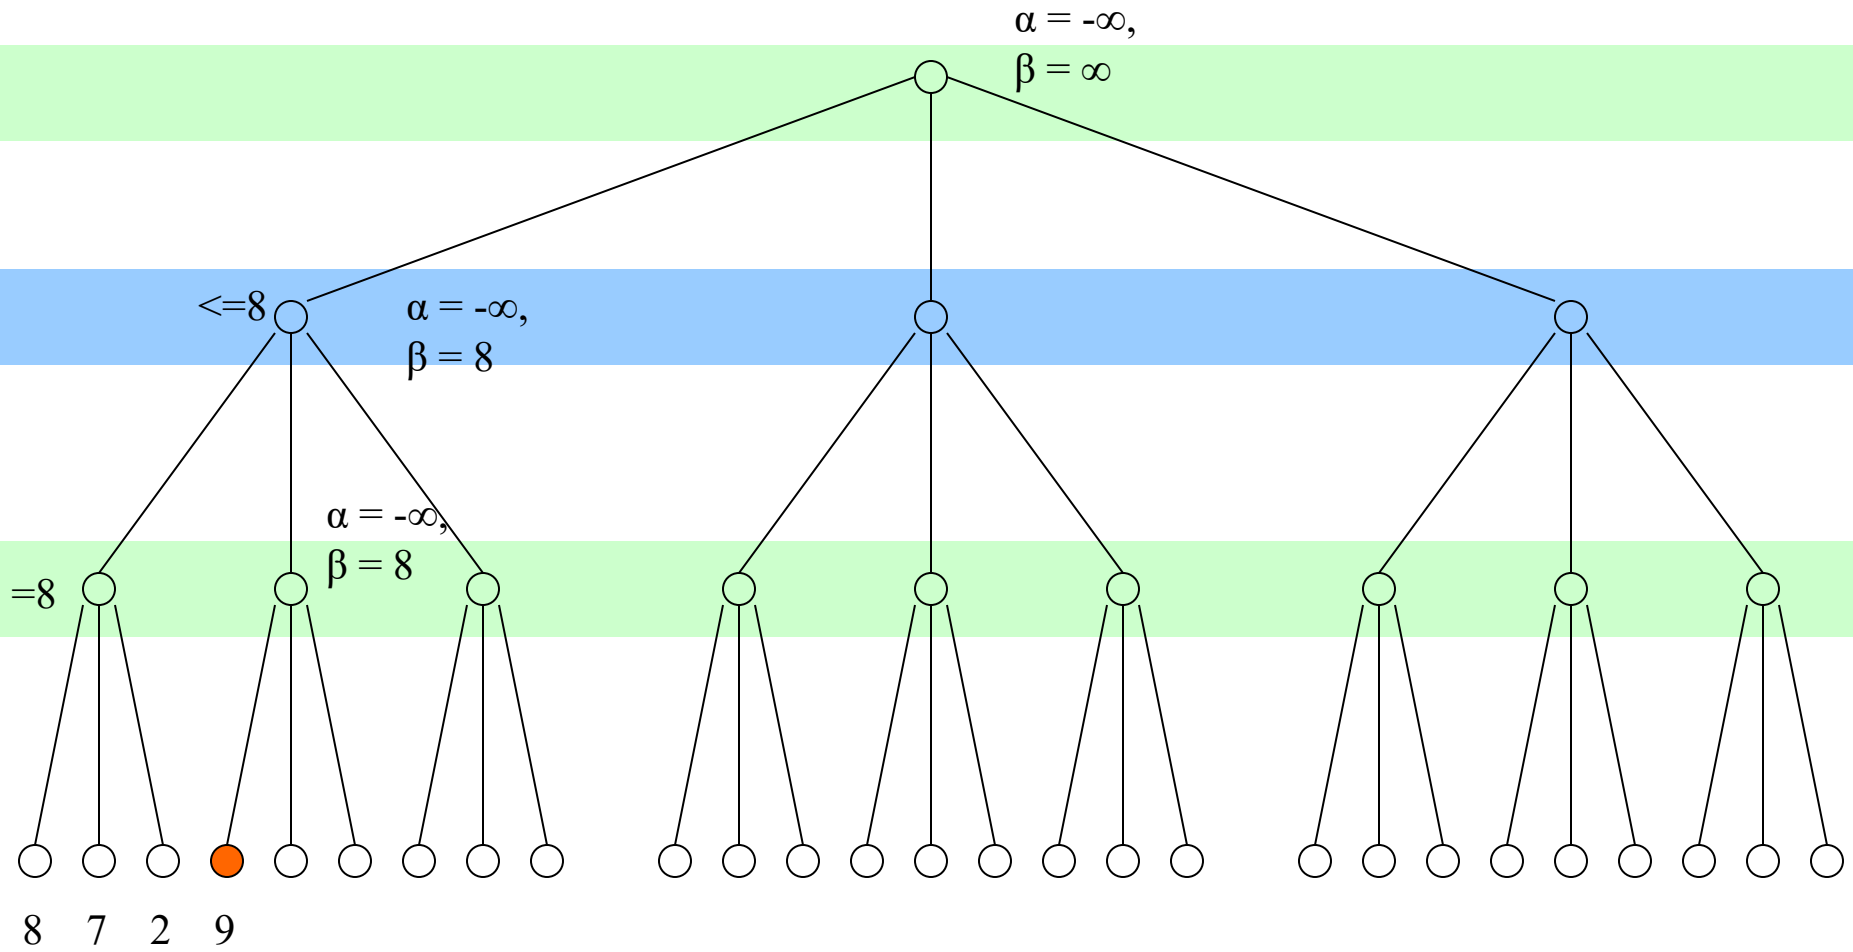 α = -∞,
β = ∞
<=8
α = -∞,
β = 8
α = -∞,
β = 8
=8
8 7 2 9